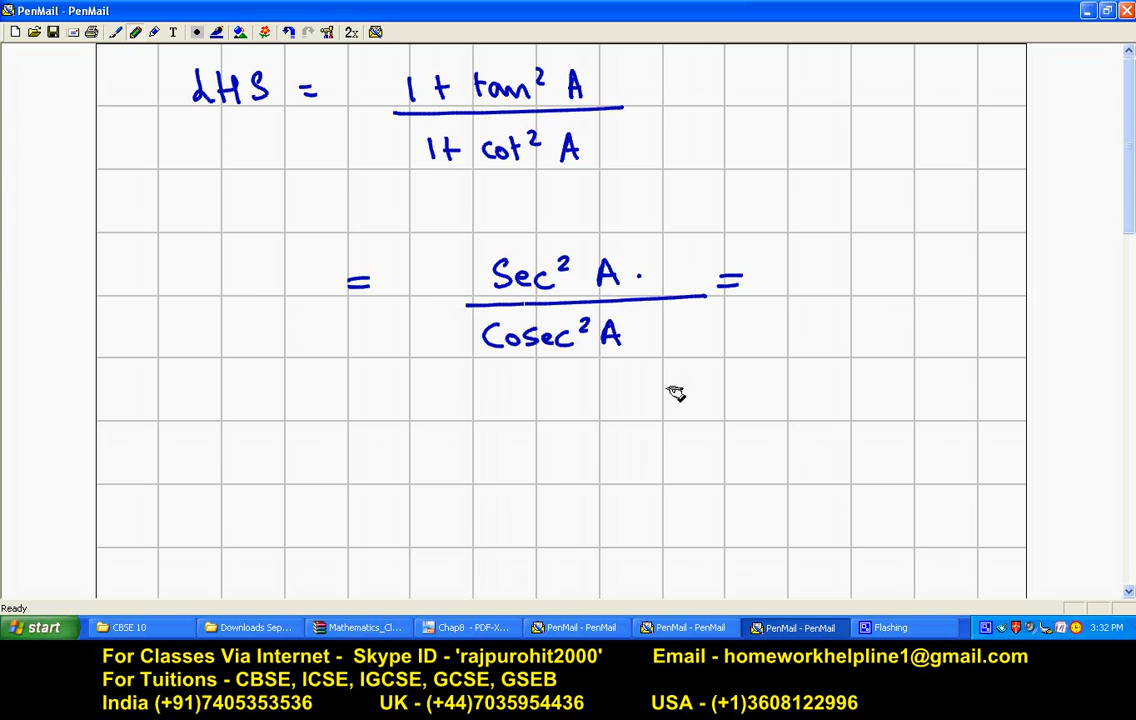 PenMail - PenMail
T 2x
LHS = 1 + tan² A
1 + cot² A
= Sec² A . =
Cosec² A
Ready
start CBSE 10 Downloads Sep... Mathematics_Cl... Chap8 - PDF-X... PenMail - PenMail PenMail - PenMail PenMail - PenMail Flashing 3:32 PM
For Classes Via Internet - Skype ID - 'rajpurohit2000' Email - homeworkhelpline1@gmail.com
For Tuitions - CBSE, ICSE, IGCSE, GCSE, GSEB
India (+91)7405353536 UK - (+44)7035954436 USA - (+1)3608122996